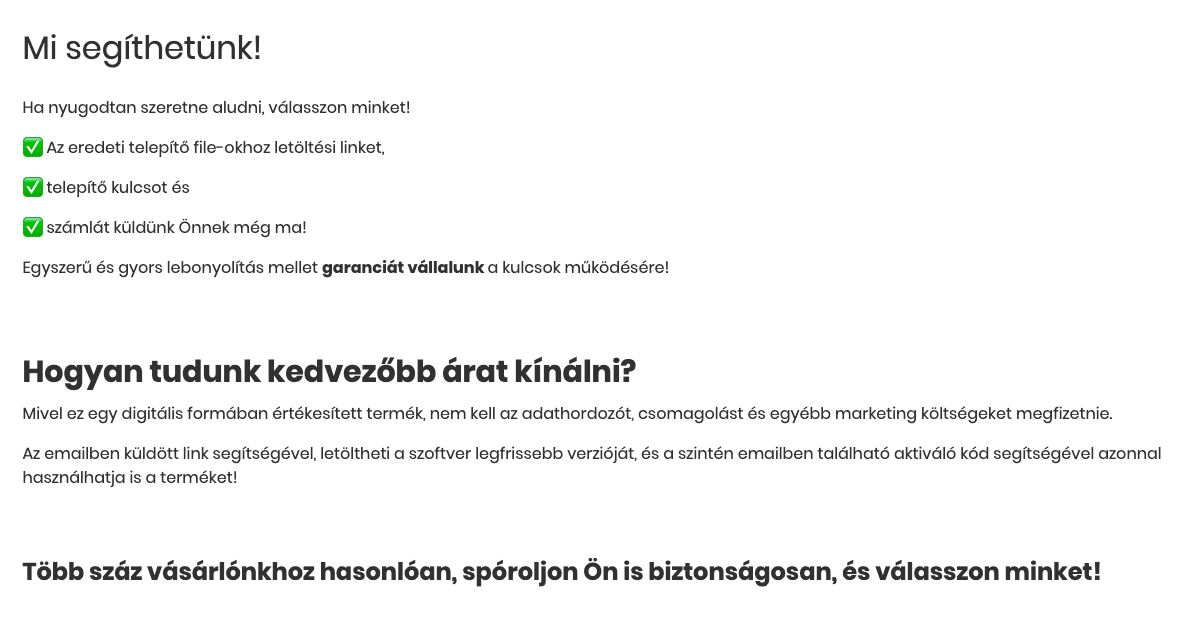 Mi segíthetünk!
Ha nyugodtan szeretne aludni, válasszon minket!
✅ Az eredeti telepítő file-okhoz letöltési linket,
✅ telepítő kulcsot és
✅ számlát küldünk Önnek még ma!
Egyszerű és gyors lebonyolítás mellet garanciát vállalunk a kulcsok működésére!
Hogyan tudunk kedvezőbb árat kínálni?
Mivel ez egy digitális formában értékesített termék, nem kell az adathordozót, csomagolást és egyébb marketing költségeket megfizetnie.
Az emailben küldött link segítségével, letöltheti a szoftver legfrissebb verzióját, és a szintén emailben található aktiváló kód segítségével azonnal
használhatja is a terméket!
Több száz vásárlónkhoz hasonlóan, spóroljon Ön is biztonságosan, és válasszon minket!